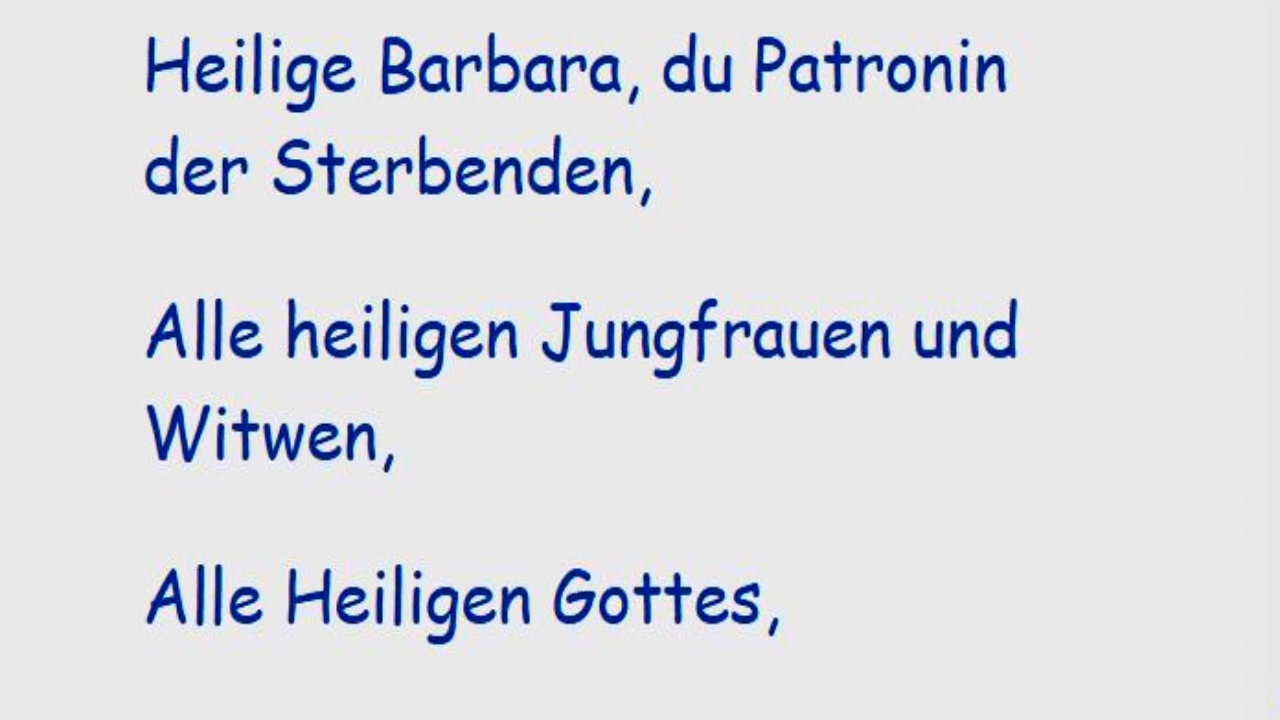 Heilige Barbara, du Patronin
der Sterbenden,
Alle heiligen Jungfrauen und
Witwen,
Alle Heiligen Gottes,